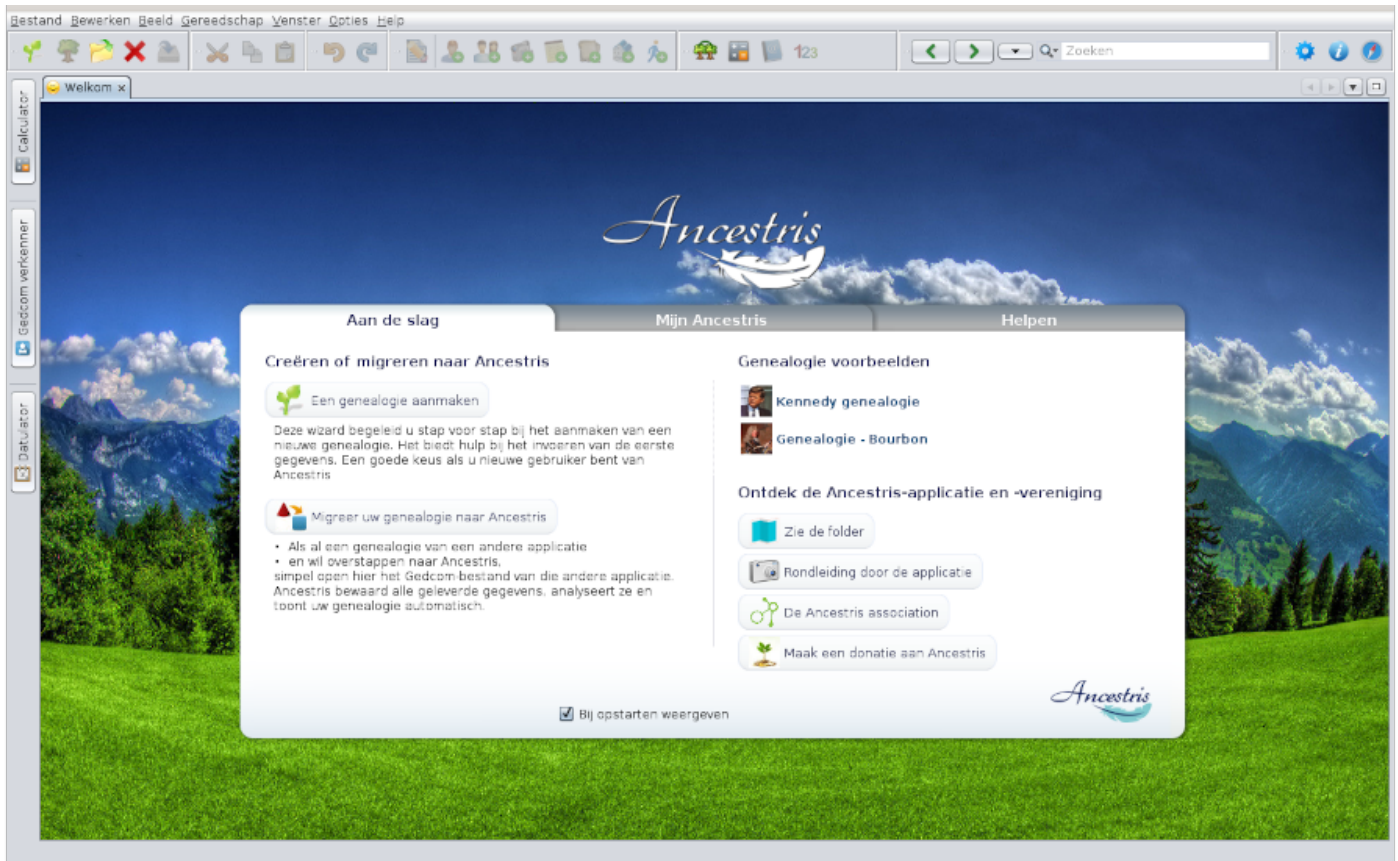 Bestand Bewerken Beeld Gereedschap Venster Opties Help
123
Zoeken
Welkom
Calculator
Gedcom verkenner
Datulator
Ancestris
Aan de slag
Mijn Ancestris
Helpen
Creëren of migreren naar Ancestris
Een genealogie aanmaken
Deze wizard begeleid u stap voor stap bij het aanmaken van een
nieuwe genealogie. Het biedt hulp bij het invoeren van de eerste
gegevens. Een goede keus als u nieuwe gebruiker bent van
Ancestris
Migreer uw genealogie naar Ancestris
• Als al een genealogie van een andere applicatie
• en wil overstappen naar Ancestris,
simpel open hier het Gedcom-bestand van die andere applicatie.
Ancestris bewaard alle geleverde gegevens, analyseert ze en
toont uw genealogie automatisch.
Genealogie voorbeelden
Kennedy genealogie
Genealogie - Bourbon
Ontdek de Ancestris-applicatie en -vereniging
Zie de folder
Rondleiding door de applicatie
De Ancestris association
Maak een donatie aan Ancestris
Ancestris
Bij opstarten weergeven